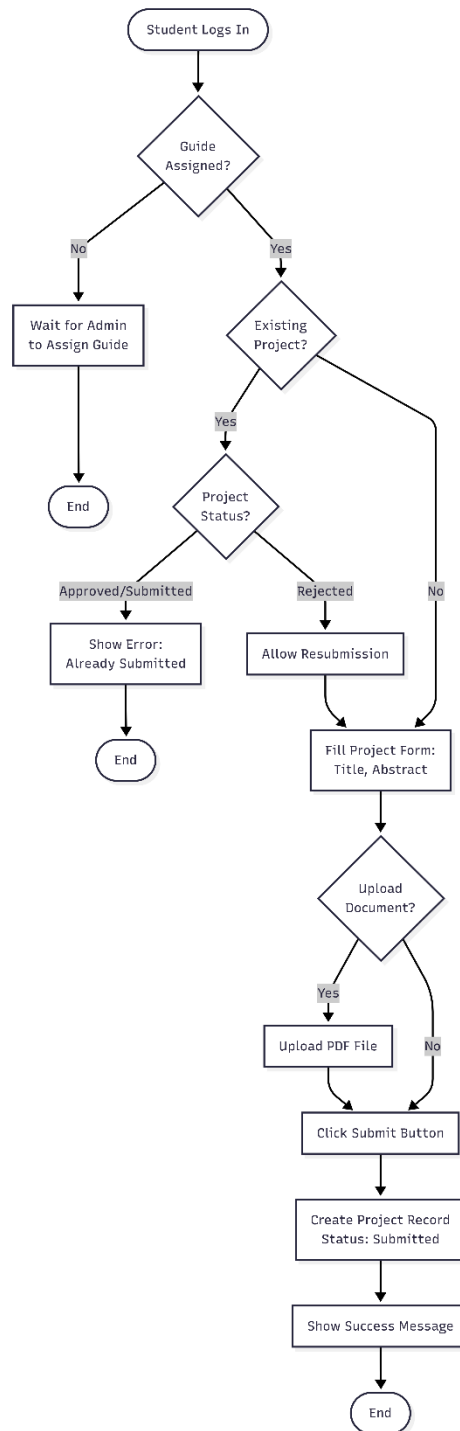 Student Logs In
Guide
Assigned?
No
Yes
Wait for Admin
to Assign Guide
Existing
Project?
Yes
End
Project
Status?
Approved/Submitted
Rejected
No
Show Error:
Already Submitted
Allow Resubmission
End
Fill Project Form:
Title, Abstract
Upload
Document?
Yes
Upload PDF File
No
Click Submit Button
Create Project Record
Status: Submitted
Show Success Message
End